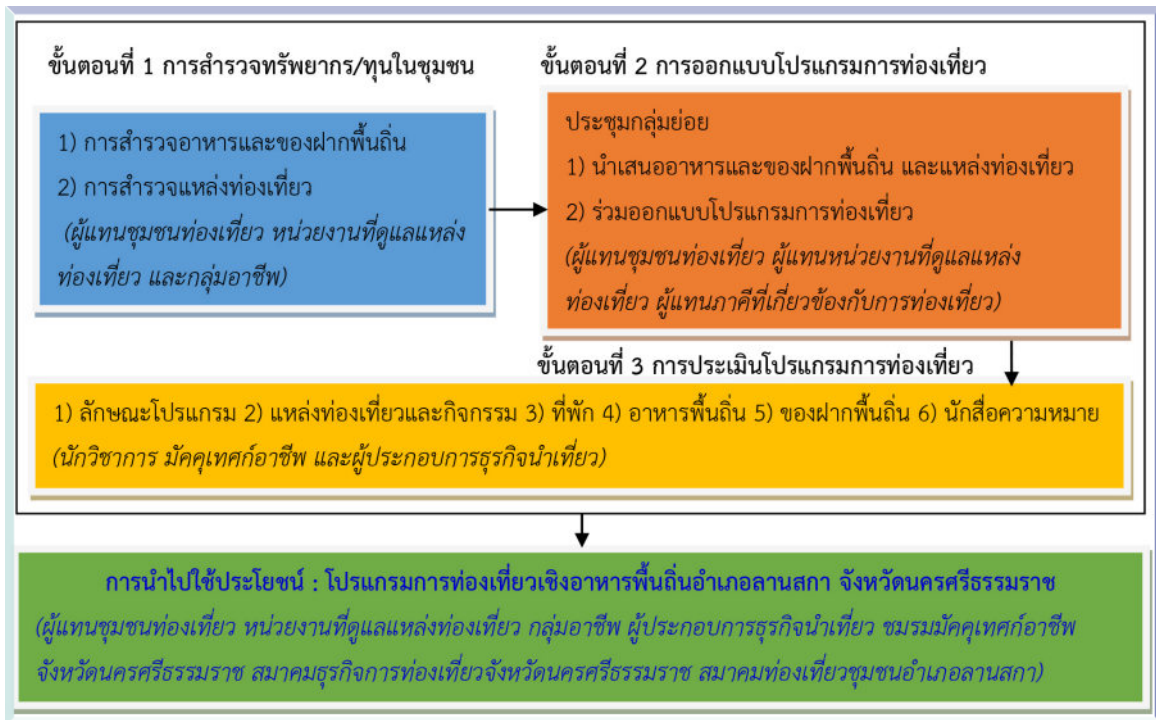 ขั้นตอนที่ 1 การสำรวจทรัพยากร/ทุนในชุมชน
1) การสำรวจอาหารและของฝากพื้นถิ่น
2) การสำรวจแหล่งท่องเที่ยว
(ผู้แทนชุมชนท่องเที่ยว หน่วยงานที่ดูแลแหล่ง
ท่องเที่ยว และกลุ่มอาชีพ)
ขั้นตอนที่ 2 การออกแบบโปรแกรมการท่องเที่ยว
ประชุมกลุ่มย่อย
1) นำเสนออาหารและของฝากพื้นถิ่น และแหล่งท่องเที่ยว
2) ร่วมออกแบบโปรแกรมการท่องเที่ยว
(ผู้แทนชุมชนท่องเที่ยว ผู้แทนหน่วยงานที่ดูแลแหล่ง
ท่องเที่ยว ผู้แทนภาคีที่เกี่ยวข้องกับการท่องเที่ยว)
ขั้นตอนที่ 3 การประเมินโปรแกรมการท่องเที่ยว
1) ลักษณะโปรแกรม 2) แหล่งท่องเที่ยวและกิจกรรม 3) ที่พัก 4) อาหารพื้นถิ่น 5) ของฝากพื้นถิ่น 6) นักสื่อความหมาย
(นักวิชาการ มัคคุเทศก์อาชีพ และผู้ประกอบการธุรกิจนำเที่ยว)
การนำไปใช้ประโยชน์ : โปรแกรมการท่องเที่ยวเชิงอาหารพื้นถิ่นอำเภอลานสกา จังหวัดนครศรีธรรมราช
(ผู้แทนชุมชนท่องเที่ยว หน่วยงานที่ดูแลแหล่งท่องเที่ยว กลุ่มอาชีพ ผู้ประกอบการธุรกิจนำเที่ยว ชมรมมัคคุเทศก์อาชีพ
จังหวัดนครศรีธรรมราช สมาคมธุรกิจการท่องเที่ยวจังหวัดนครศรีธรรมราช สมาคมท่องเที่ยวชุมชนอำเภอลานสกา)